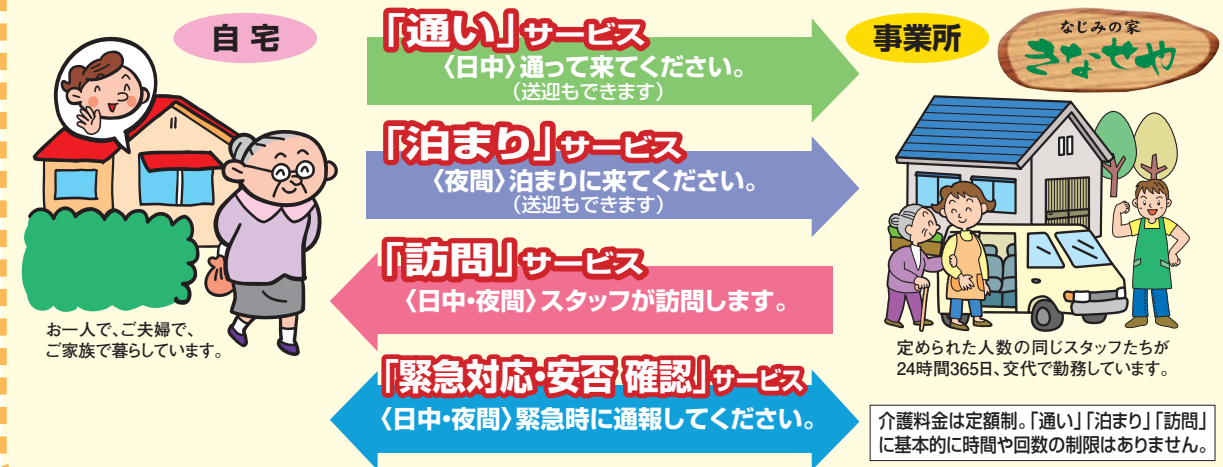 自宅
「通い」サービス
〈日中〉通って来てください。
（送迎もできます）
「泊まり」サービス
〈夜間〉泊まりに来てください。
（送迎もできます）
「訪問」サービス
〈日中・夜間〉スタッフが訪問します。
「緊急対応・安否 確認」サービス
〈日中・夜間〉緊急時に通報してください。
お一人で、ご夫婦で、
ご家族で暮らしています。
事業所
なじみの家
きなせや
定められた人数の同じスタッフたちが
24時間365日、交代で勤務しています。
介護料金は定額制。「通い」「泊まり」「訪問」
に基本的に時間や回数の制限はありません。